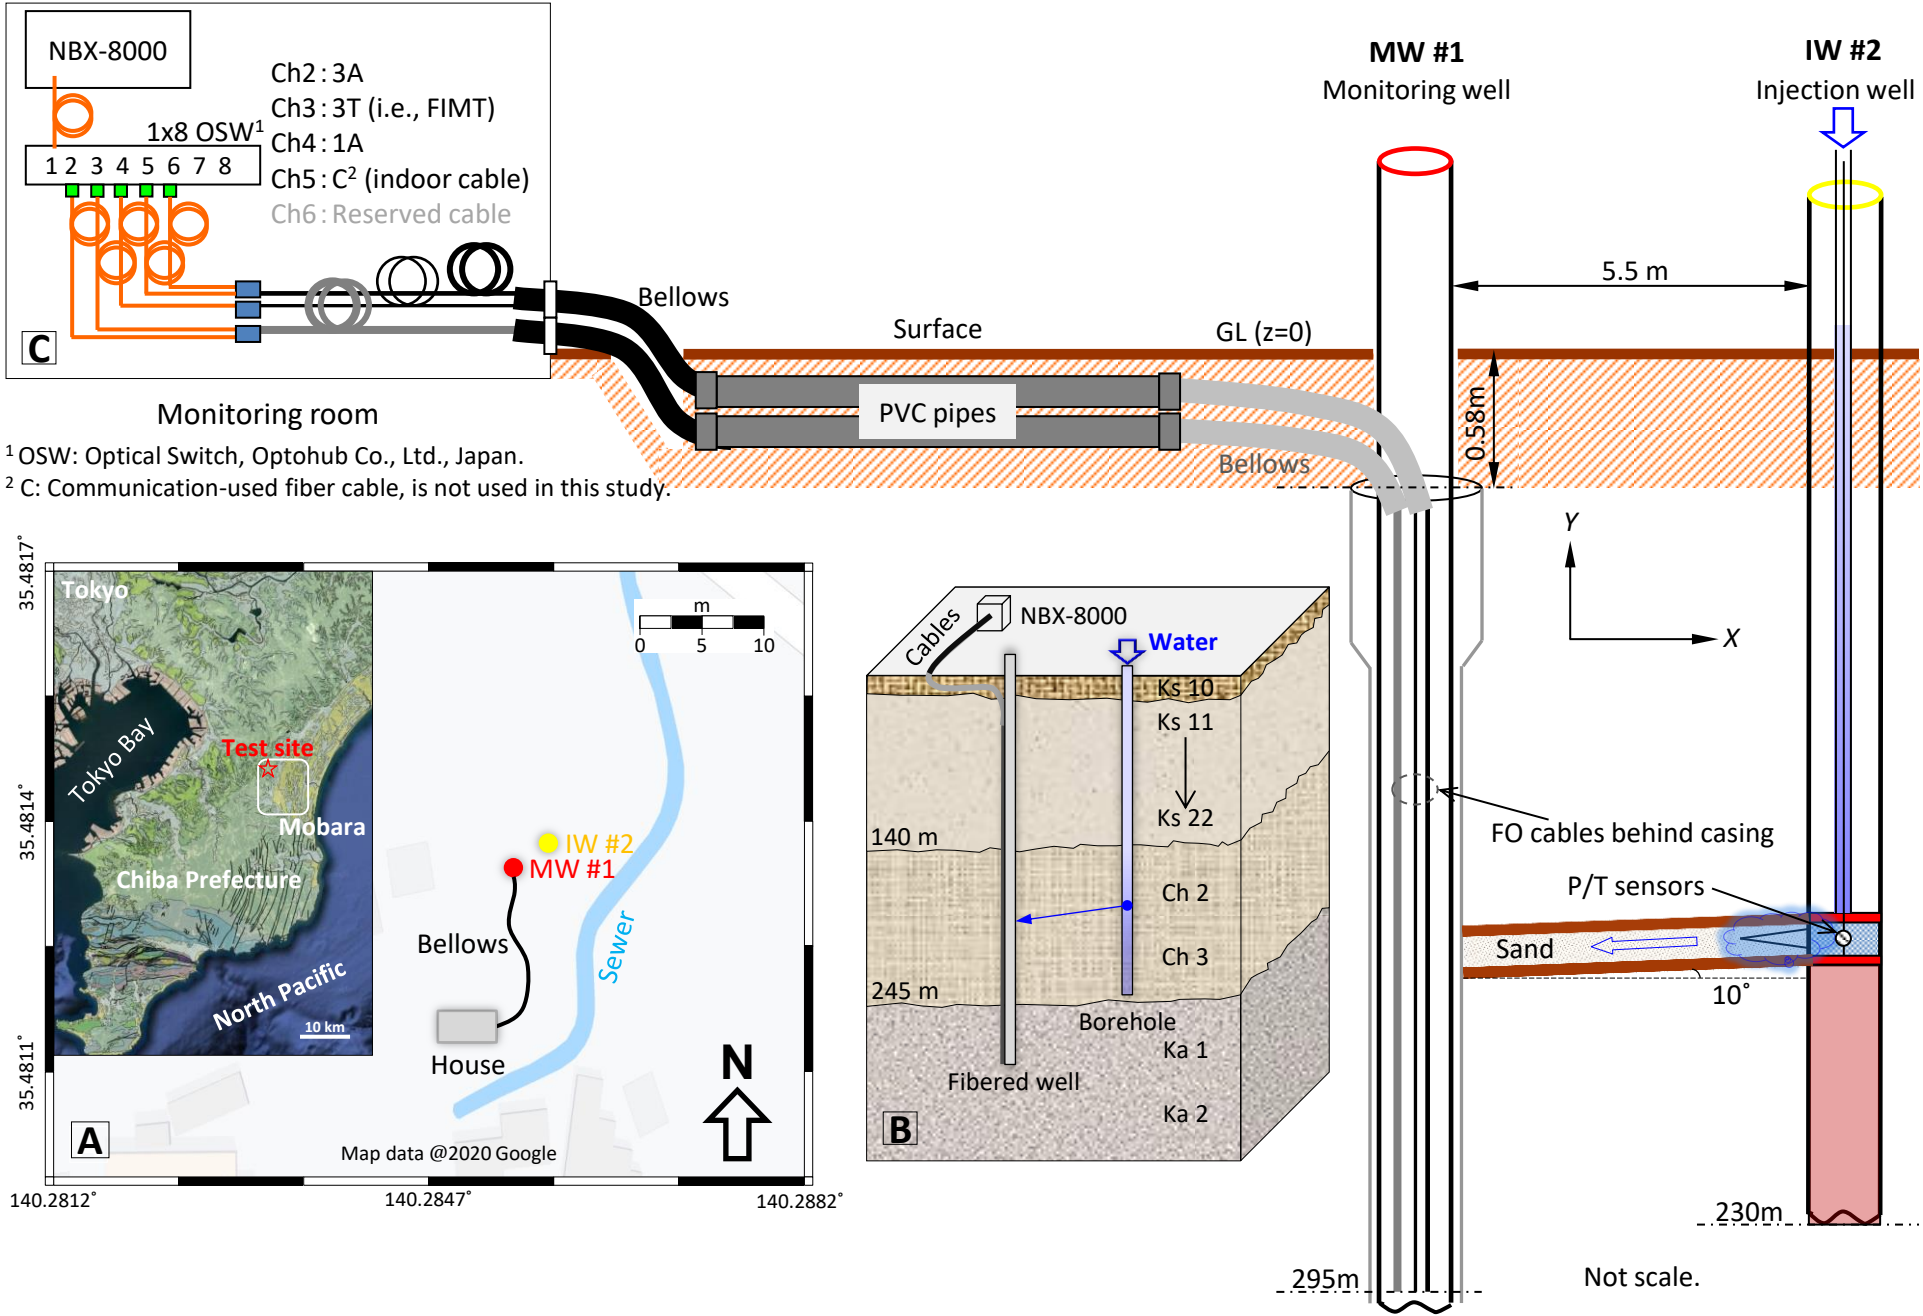 NBX-8000
1x8 OSW¹
1 2 3 4 5 6 7 8
Ch2: 3A
Ch3: 3T (i.e., FIMT)
Ch4: 1A
Ch5: C² (indoor cable)
Ch6: Reserved cable
C
Monitoring room
¹ OSW: Optical Switch, Optohub Co., Ltd., Japan.
² C: Communication-used fiber cable, is not used in this study.
Bellows
Surface
GL (z=0)
PVC pipes
Bellows
MW #1
Monitoring well
IW #2
Injection well
5.5 m
0.58m
Y
X
FO cables behind casing
P/T sensors
Sand
10°
230m
295m
Not scale.
35.4817°
35.4814°
35.4811°
140.2812°
140.2847°
140.2882°
Tokyo
Tokyo Bay
Test site
Mobara
Chiba Prefecture
North Pacific
10 km
m
0 5 10
IW #2
MW #1
Bellows
Sewer
House
N
A
Map data @2020 Google
Cables
NBX-8000
Water
Ks 10
Ks 11
Ks 22
140 m
Ch 2
Ch 3
245 m
Borehole
Ka 1
Fibered well
Ka 2
B